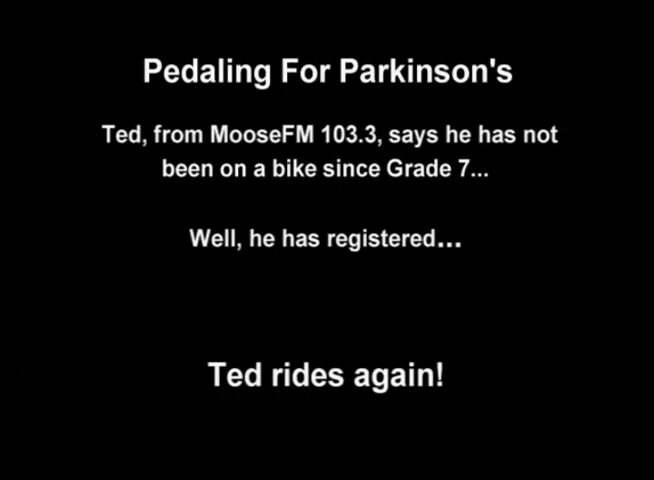 Pedaling For Parkinson's
Ted, from MooseFM 103.3, says he has not
been on a bike since Grade 7...
Well, he has registered...
Ted rides again!